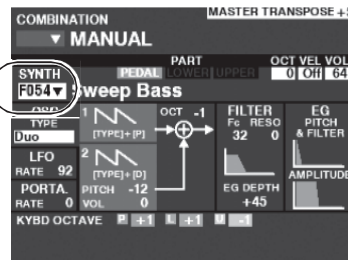 COMBINATION MASTER TRANSPOSE +
▼ MANUAL
SYNTH PART OCT VEL VOL
PEDAL LOWER UPPER 0 Off 64
F054▼ Sweep Bass
OSC TYPE
Duo
1 [TYPE]+[P]
OCT -1
FILTER
Fc RESO
32 0
EG
PITCH
& FILTER
LFO
RATE 92
2 [TYPE]+[D]
PITCH -12
VOL 0
PORTA.
RATE 0
EG DEPTH
+45
AMPLITUDE
KYBD OCTAVE P +1 L +1 U -1